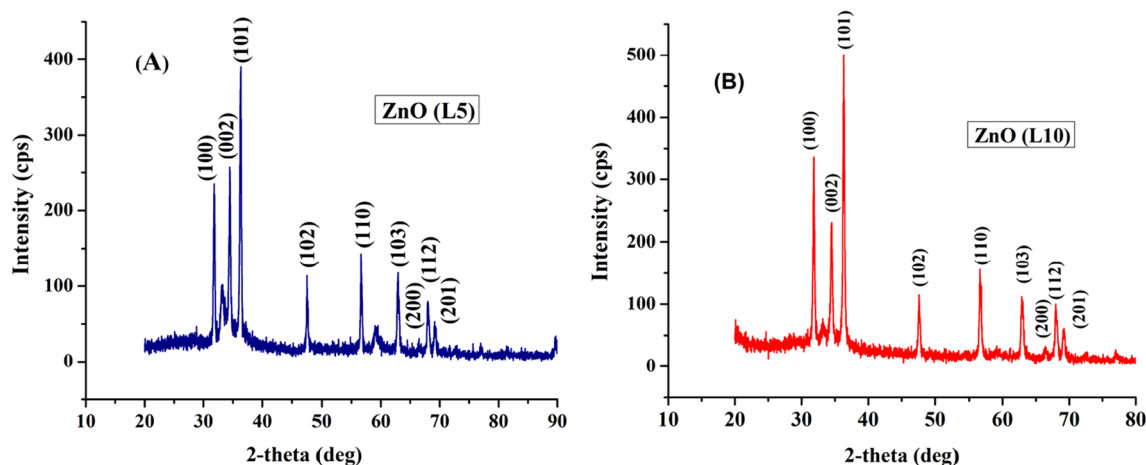 (A)
ZnO (L5)
(100)
(002)
(101)
(102)
(110)
(103)
(200)
(112)
(201)
400
300
200
100
0
Intensity (cps)
10 20 30 40 50 60 70 80 90
2-theta (deg)
(B)
ZnO (L10)
(100)
(002)
(101)
(102)
(110)
(103)
(200)
(112)
(201)
500
400
300
200
100
0
Intensity (cps)
10 20 30 40 50 60 70 80
2-theta (deg)